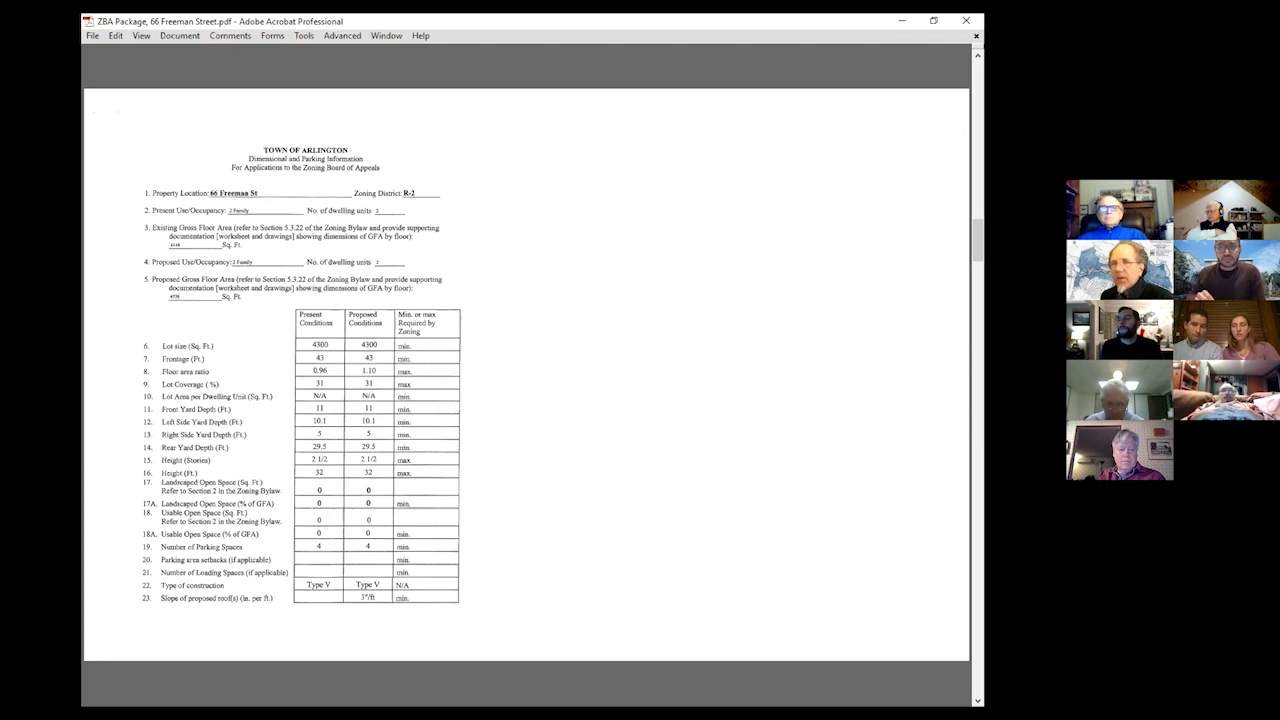 ZBA Package, 66 Freeman Street.pdf - Adobe Acrobat Professional
File Edit View Document Comments Forms Tools Advanced Window Help
TOWN OF ARLINGTON
Dimensional and Parking Information
For Applications to the Zoning Board of Appeals
1. Property Location: 66 Freeman St Zoning District: R-2
2. Present Use/Occupancy: 2 Family No. of dwelling units 2
3. Existing Gross Floor Area (refer to Section 5.3.22 of the Zoning Bylaw and provide supporting
documentation [worksheet and drawings] showing dimensions of GFA by floor):
Sq. Ft.
4. Proposed Use/Occupancy: 2 Family No. of dwelling units 2
5. Proposed Gross Floor Area (refer to Section 5.3.22 of the Zoning Bylaw and provide supporting
documentation [worksheet and drawings] showing dimensions of GFA by floor):
Sq. Ft.
Present Conditions Proposed Conditions Min. or max Required by Zoning
6. Lot size (Sq. Ft.) 4300 4300 min.
7. Frontage (Ft.) 43 43 min.
8. Floor area ratio 0.96 1.10 max.
9. Lot Coverage ( %) 31 31 max
10. Lot Area per Dwelling Unit (Sq. Ft.) N/A N/A min.
11. Front Yard Depth (Ft.) 11 11 min.
12. Left Side Yard Depth (Ft.) 10.1 10.1 min.
13. Right Side Yard Depth (Ft.) 5 5 min.
14. Rear Yard Depth (Ft.) 29.5 29.5 min.
15. Height (Stories) 2 1/2 2 1/2 max.
16. Height (Ft.) 32 32 max.
17. Landscaped Open Space (Sq. Ft.)
Refer to Section 2 in the Zoning Bylaw. 0 0
17A. Landscaped Open Space (% of GFA) 0 0 min.
18. Usable Open Space (Sq. Ft.)
Refer to Section 2 in the Zoning Bylaw. 0 0
18A. Usable Open Space (% of GFA) 0 0 min.
19. Number of Parking Spaces 4 4 min.
20. Parking area setbacks (if applicable) min.
21. Number of Loading Spaces (if applicable) min.
22. Type of construction Type V Type V N/A
23. Slope of proposed roof(s) (in. per ft.) 3"/ft min.